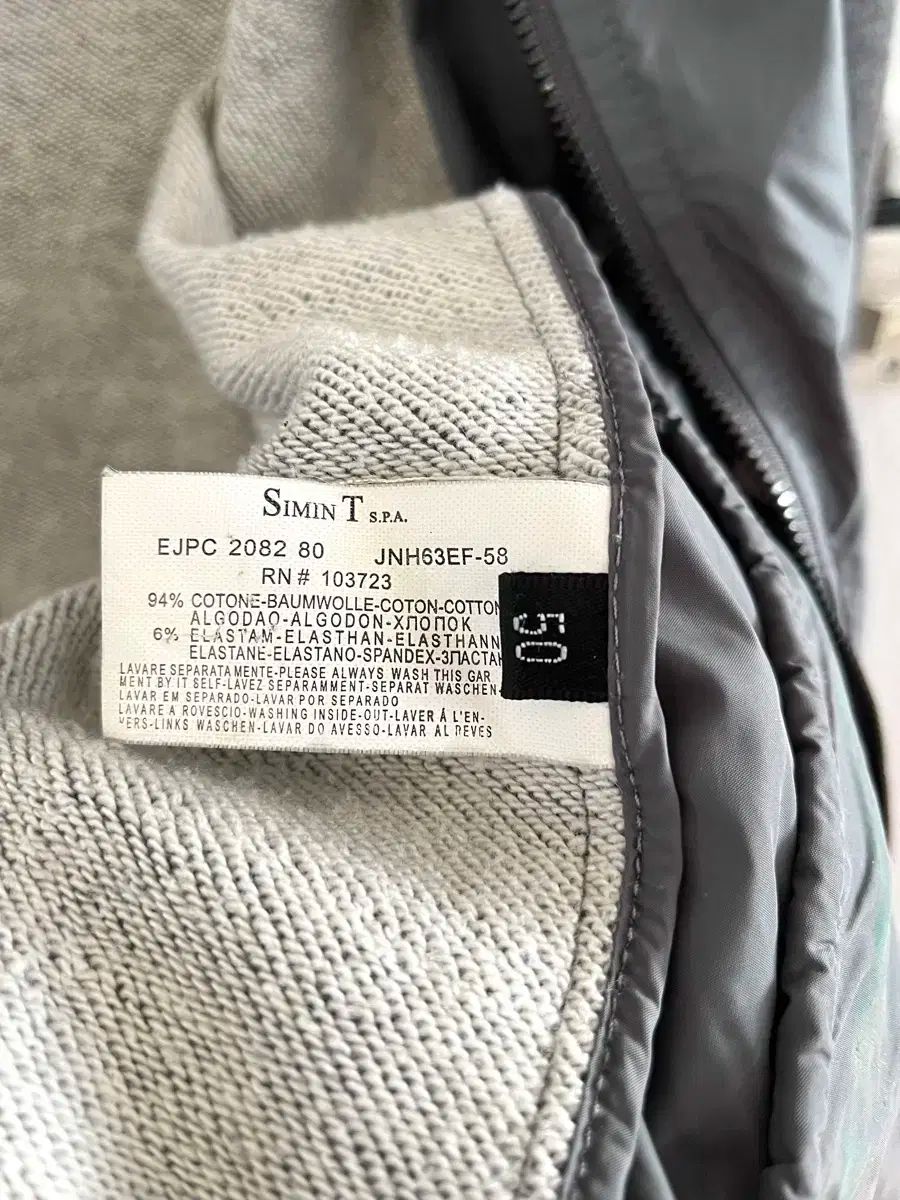 SIMIN T S.P.A.
EJPC 2082 80 JNH63EF-58
RN# 103723
94% COTONE-BAUMWOLLE-COTON-COTTON
ALGODAO-ALGODON-ХЛОПОК
6% ELASTAM-ELASTHAN-ELASTHANN
ELASTANE-ELASTANO-SPANDEX-ЭЛАСТАН
LAVARE SEPARATAMENTE-PLEASE ALWAYS WASH THIS GAR
MENT BY IT SELF-LAVEZ SEPARAMMENT-SEPARAT WASCHEN-
LAVAR EM SEPARADO-LAVAR POR SEPARADO
LAVARE A ROVESCIO-WASHING INSIDE-OUT-LAVER Á L'EN-
VERS-LINKS WASCHEN-LAVAR DO AVESSO-LAVAR AL REVES
50